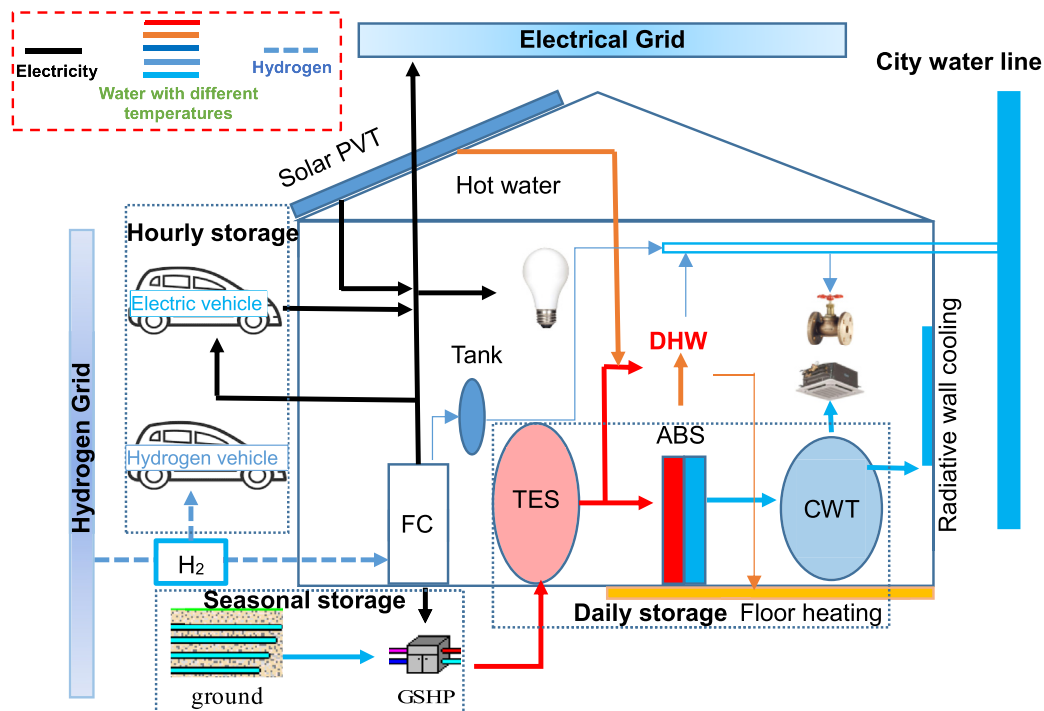 Electrical Grid
City water line
Electricity
Hydrogen
Water with different
temperatures
Solar PVT
Hot water
Hourly storage
Electric vehicle
Tank
DHW
Radiative wall cooling
Hydrogen Grid
Hydrogen vehicle
ABS
TES
CWT
FC
H2
Seasonal storage
Daily storage
Floor heating
ground
GSHP